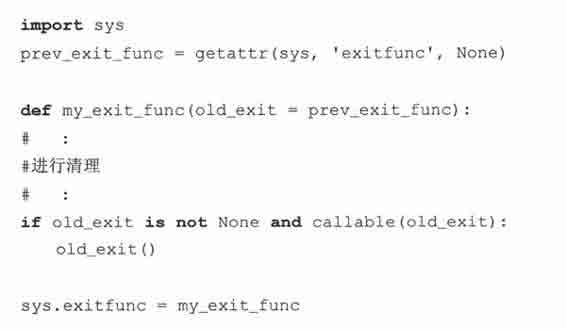 import sys
prev_exit_func = getattr(sys, 'exitfunc', None)
def my_exit_func(old_exit = prev_exit_func):
#   :
#进行清理
#   :
if old_exit is not None and callable(old_exit):
    old_exit()
sys.exitfunc = my_exit_func